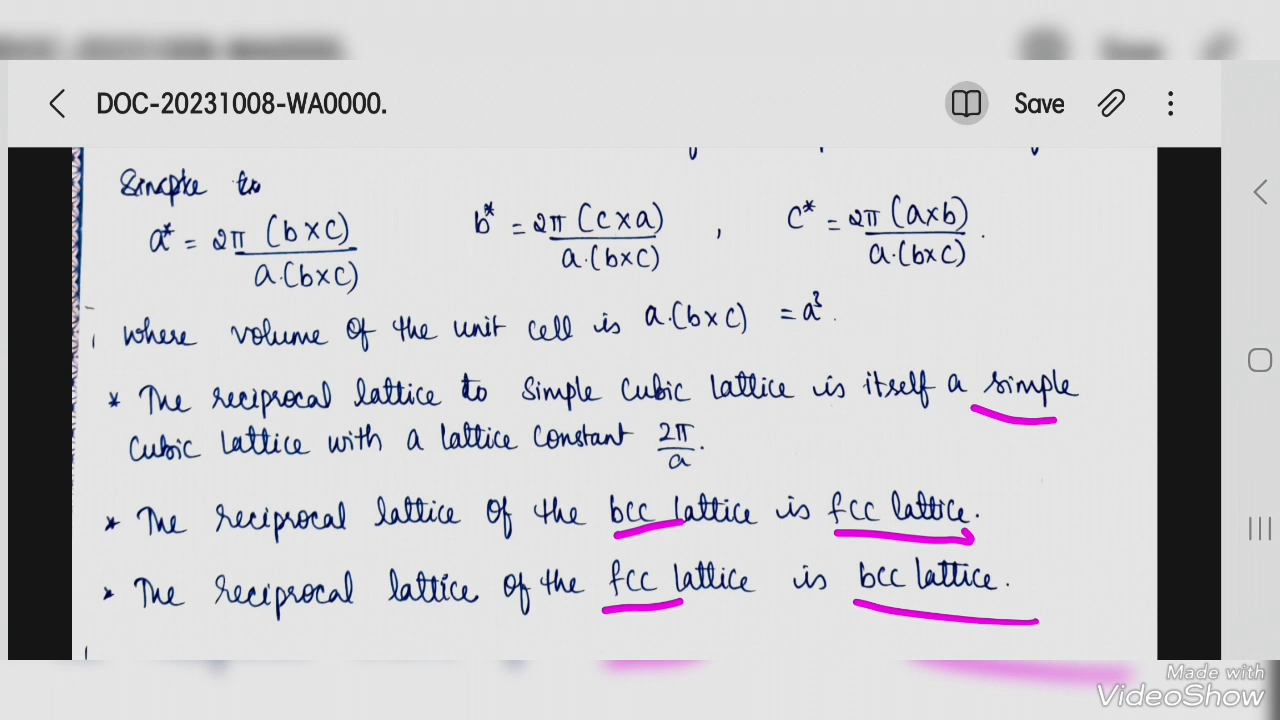 DOC-20231008-WA0000.
Save
to
a* = 2π (b×c) / a.(b×c)
b* = 2π (c×a) / a.(b×c) ,
c* = 2π (a×b) / a.(b×c) .
where volume of the unit cell is a.(b×c) = a³.
* The reciprocal lattice to simple cubic lattice is itself a simple
cubic lattice with a lattice constant 2π/a.
* The reciprocal lattice of the bcc lattice is fcc lattice.
* The reciprocal lattice of the fcc lattice is bcc lattice.
Made with
VideoShow